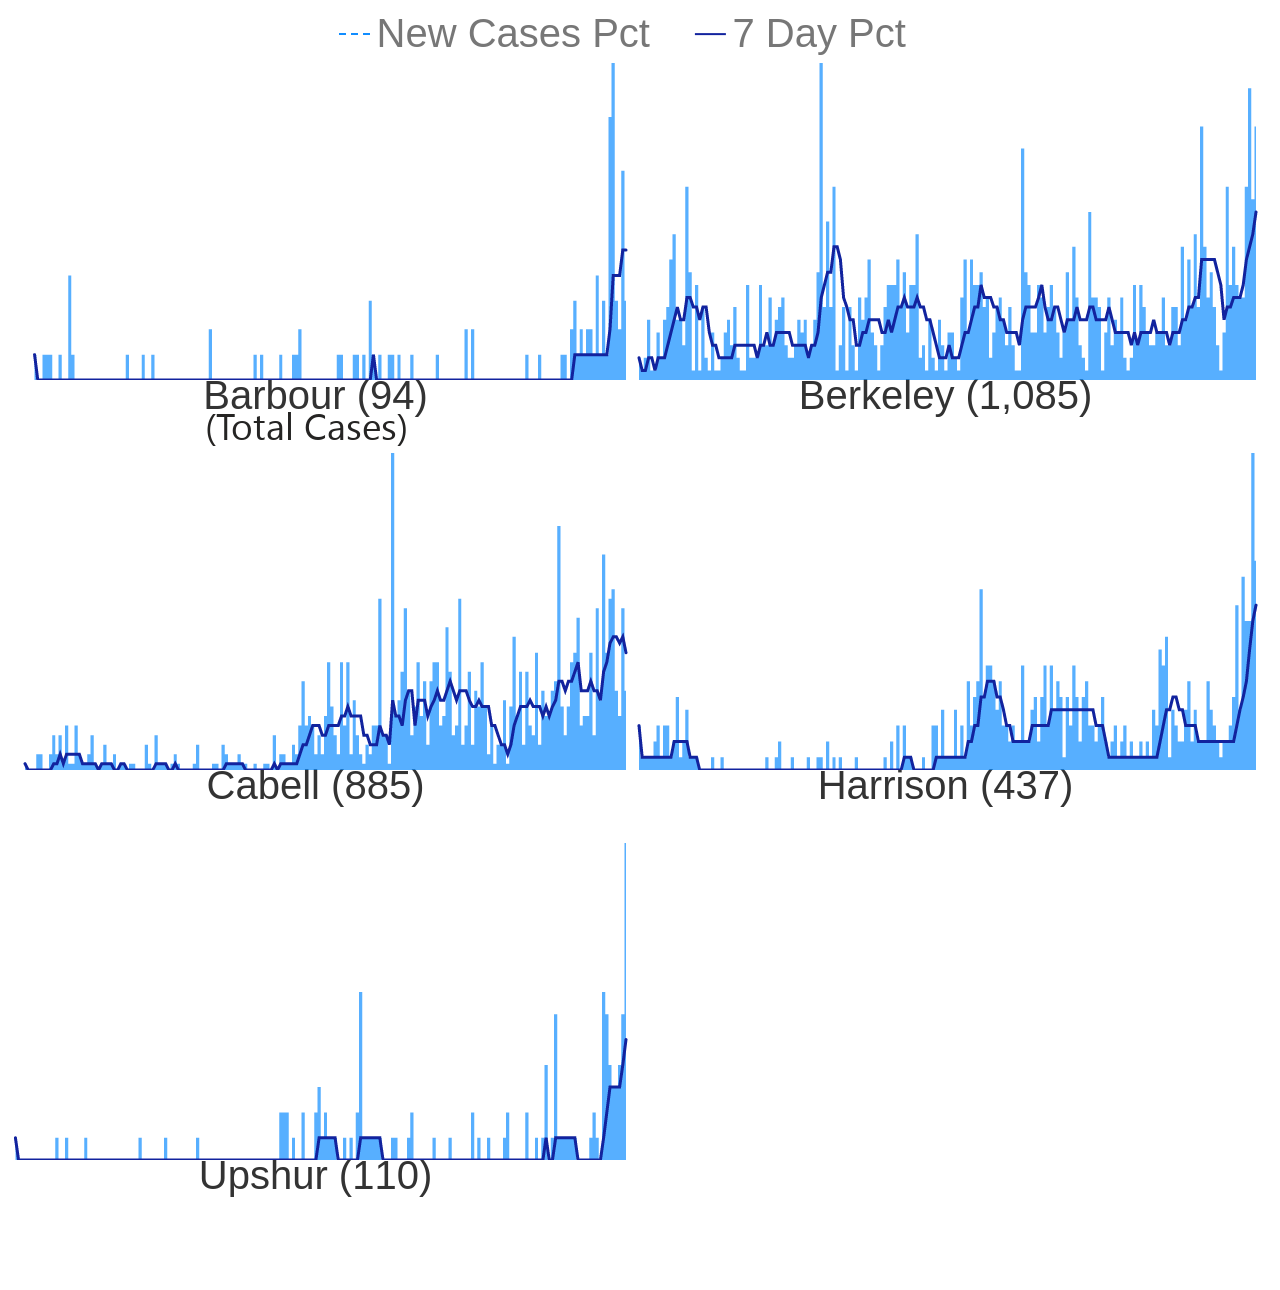 New Cases Pct 7 Day Pct
Barbour (94)
(Total Cases)
Berkeley (1,085)
Cabell (885)
Harrison (437)
Upshur (110)